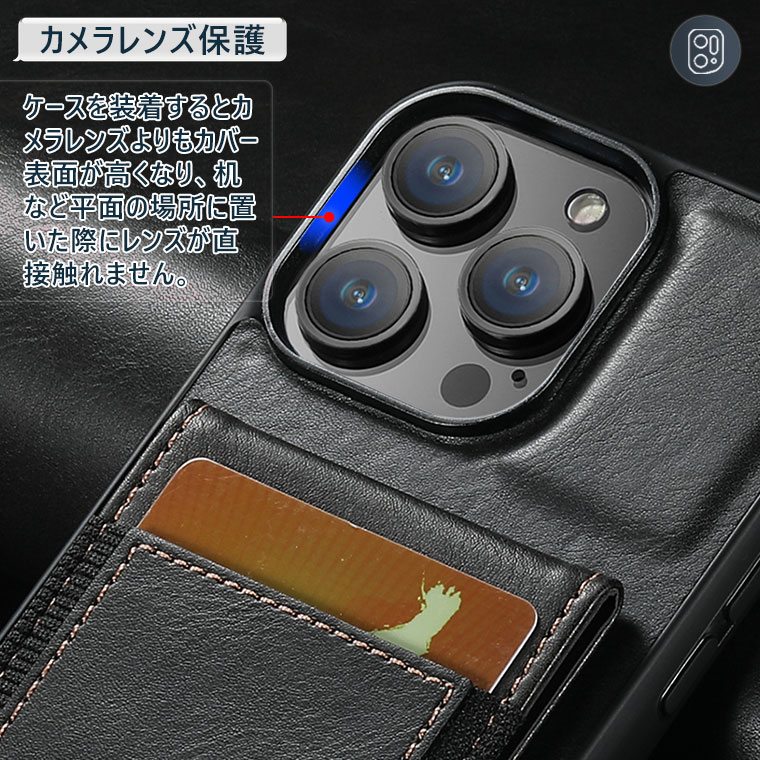 カメラレンズ保護
ケースを装着するとカ
メラレンズよりもカバー
表面が高くなり、机
など平面の場所に置
いた際にレンズが直
接触れません。